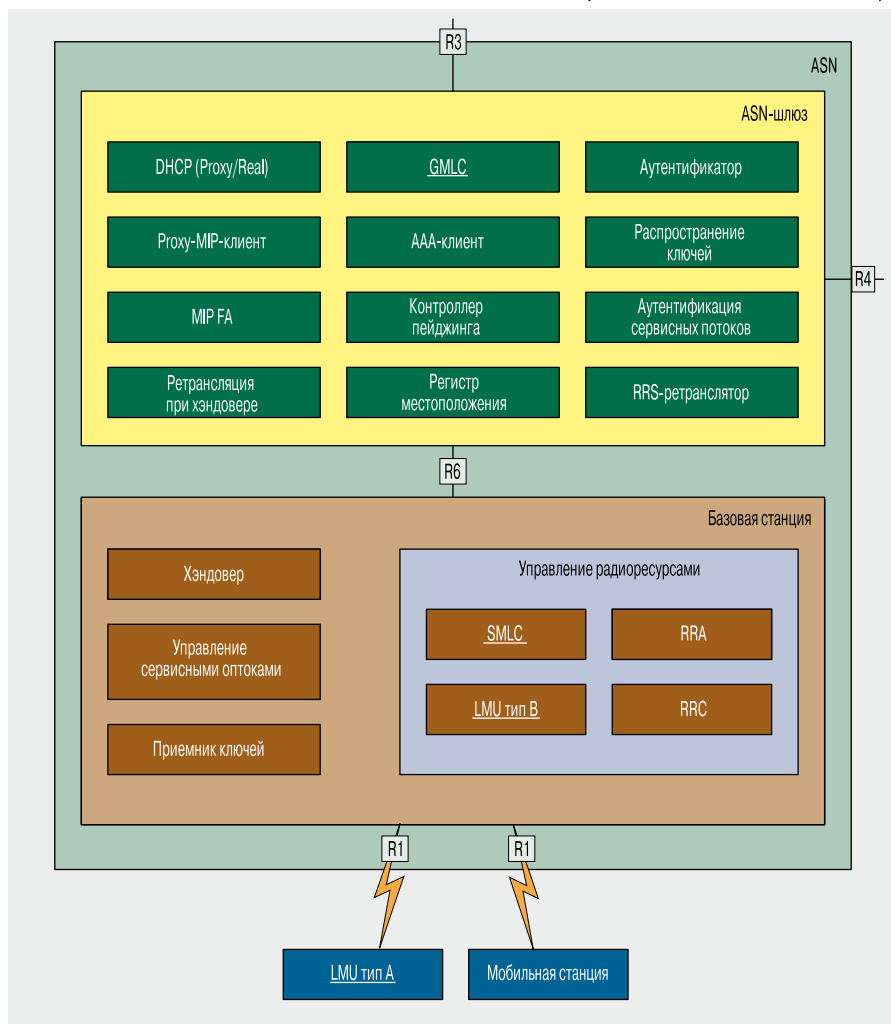 R3
ASN
ASN-шлюз
DHCP (Proxy/Real)
GMLC
Аутентификатор
Proxy-MIP-клиент
AAA-клиент
Распространение
ключей
R4
MIP FA
Контроллер
пейджинга
Аутентификация
сервисных потоков
Ретрансляция
при хэндовере
Регистр
местоположения
RRS-ретранслятор
R6
Базовая станция
Хэндовер
Управление радиоресурсами
Управление
сервисными оптоками
SMLC
RRA
LMU тип B
RRC
Приемник ключей
R1
R1
LMU тип A
Мобильная станция